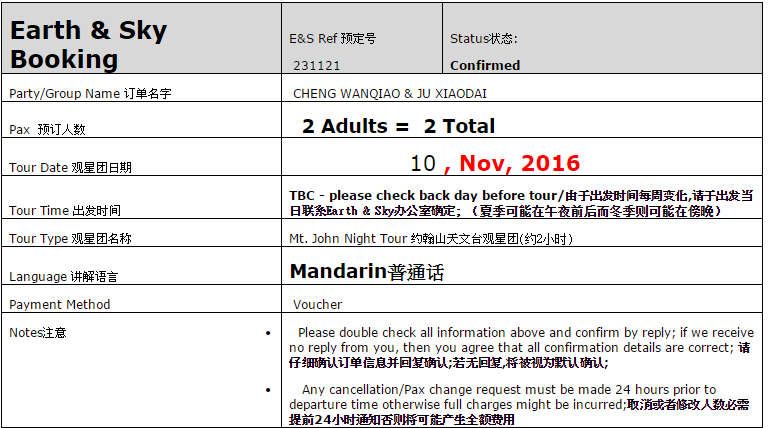 Earth & Sky
Booking
E&S Ref 预定号
231121
Status状态:
Confirmed
Party/Group Name 订单名字
CHENG WANQIAO & JU XIAODAI
Pax 预订人数
2 Adults = 2 Total
Tour Date 观星团日期
10 , Nov, 2016
Tour Time 出发时间
TBC - please check back day before tour/由于出发时间每周变化,请于出发当
日联系Earth & Sky办公室确定; （夏季可能在午夜前后而冬季则可能在傍晚）
Tour Type 观星团名称
Mt. John Night Tour 约翰山天文台观星团(约2小时)
Language 讲解语言
Mandarin普通话
Payment Method
Voucher
Notes注意
• Please double check all information above and confirm by reply; if we receive
no reply from you, then you agree that all confirmation details are correct; 请
仔细确认订单信息并回复确认;若无回复,将被视为默认确认;
• Any cancellation/Pax change request must be made 24 hours prior to
departure time otherwise full charges might be incurred;取消或者修改人数必需
提前24小时通知否则将可能产生全额费用